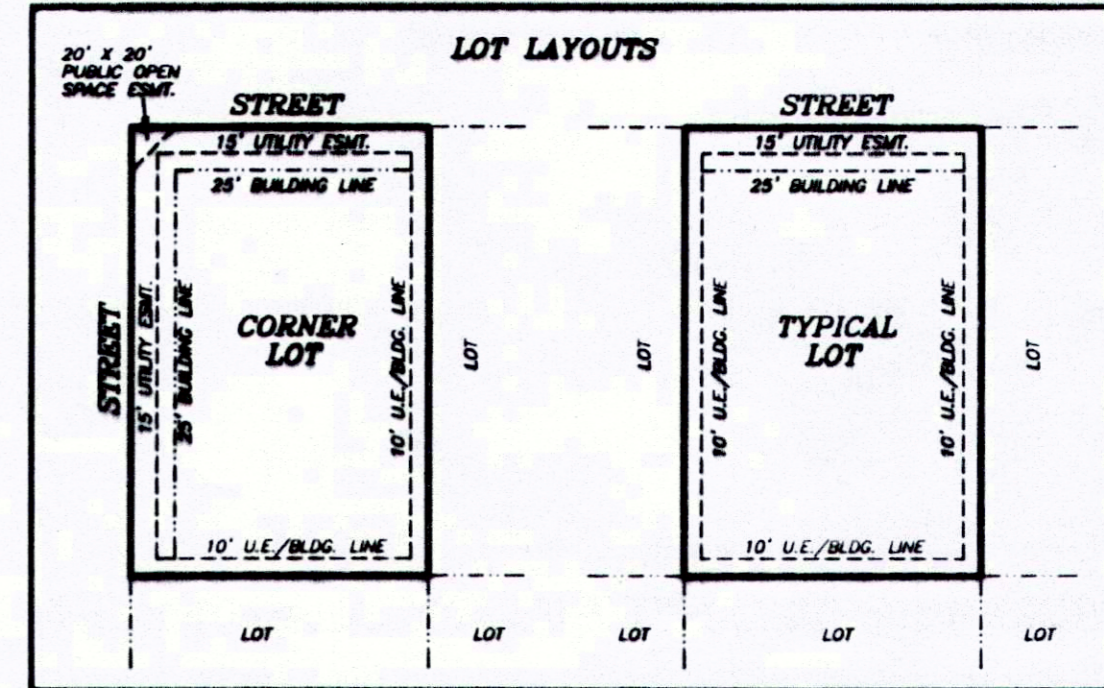 LOT LAYOUTS
20' X 20'
PUBLIC OPEN
SPACE ESMT.
STREET
15' UTILITY ESMT.
25' BUILDING LINE
STREET
15' UTILITY ESMT.
25' BUILDING LINE
CORNER
LOT
10' U.E./BLDG. LINE
10' U.E./BLDG. LINE
LOT
LOT
LOT
STREET
15' UTILITY ESMT.
25' BUILDING LINE
LOT
10' U.E./BLDG. LINE
TYPICAL
LOT
10' U.E./BLDG. LINE
LOT
10' U.E./BLDG. LINE
LOT
LOT
LOT